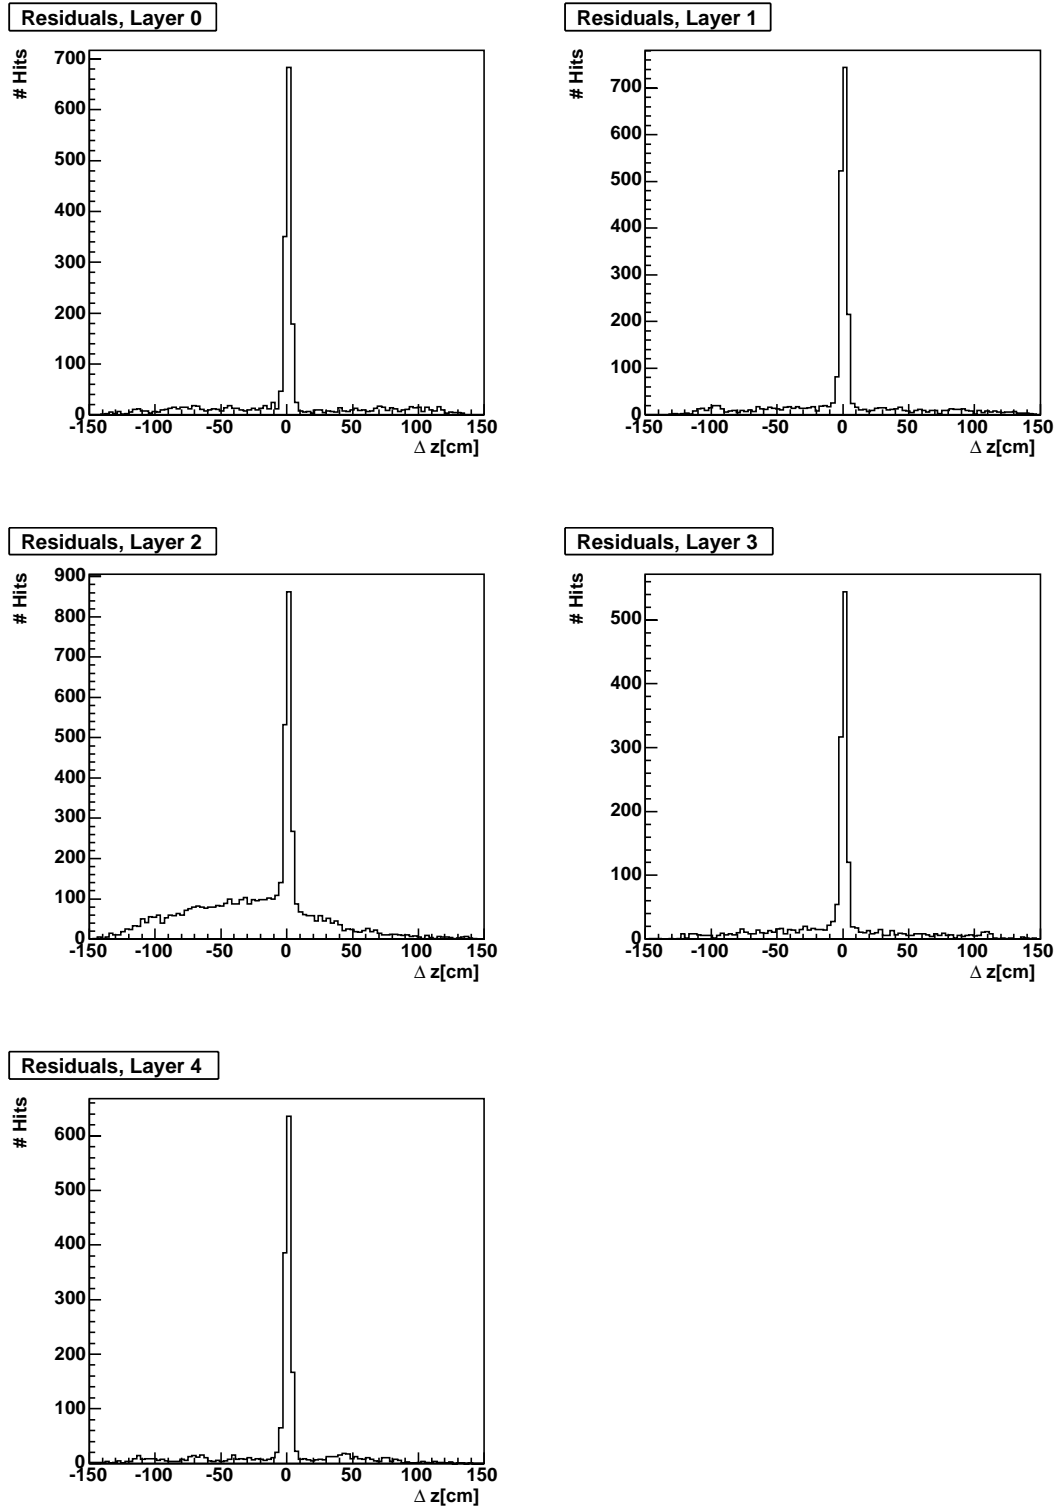 Residuals, Layer 0
# Hits
700
600
500
400
300
200
100
0
-150 -100 -50 0 50 100 150
Δ z[cm]
Residuals, Layer 1
# Hits
700
600
500
400
300
200
100
0
-150 -100 -50 0 50 100 150
Δ z[cm]
Residuals, Layer 2
# Hits
900
800
700
600
500
400
300
200
100
0
-150 -100 -50 0 50 100 150
Δ z[cm]
Residuals, Layer 3
# Hits
500
400
300
200
100
0
-150 -100 -50 0 50 100 150
Δ z[cm]
Residuals, Layer 4
# Hits
600
500
400
300
200
100
0
-150 -100 -50 0 50 100 150
Δ z[cm]